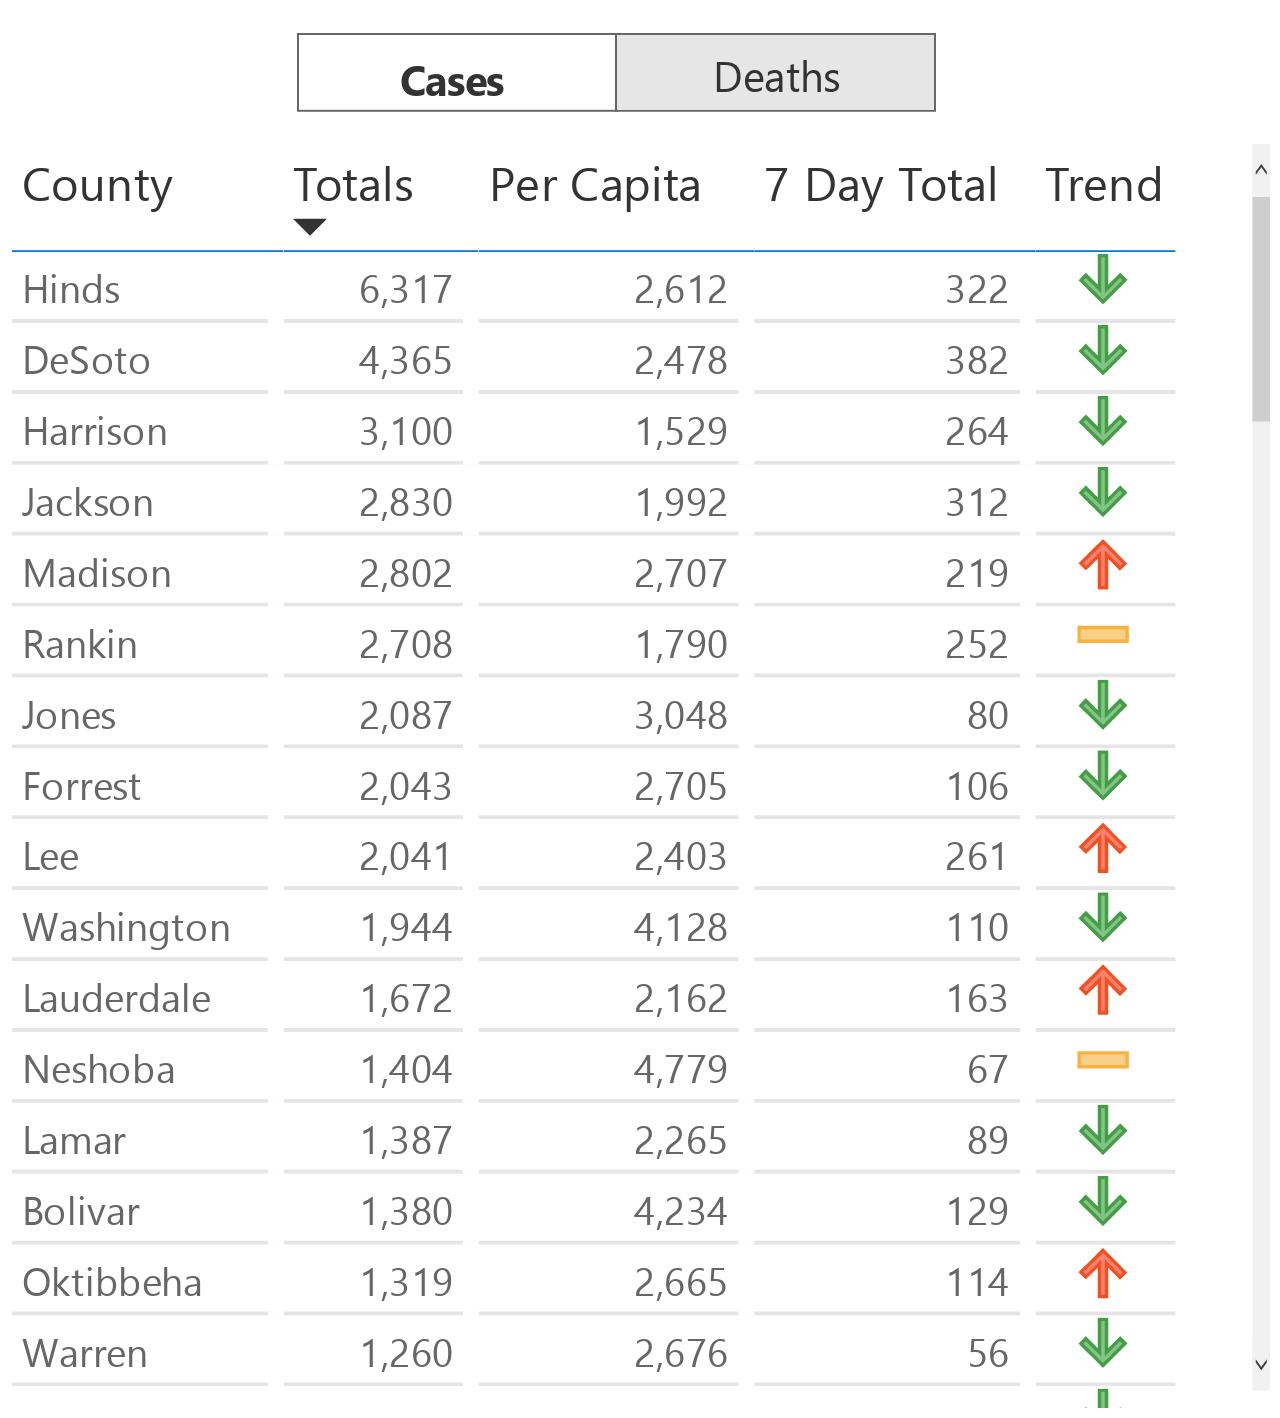 Cases Deaths
County Totals Per Capita 7 Day Total Trend
Hinds 6,317 2,612 322
DeSoto 4,365 2,478 382
Harrison 3,100 1,529 264
Jackson 2,830 1,992 312
Madison 2,802 2,707 219
Rankin 2,708 1,790 252
Jones 2,087 3,048 80
Forrest 2,043 2,705 106
Lee 2,041 2,403 261
Washington 1,944 4,128 110
Lauderdale 1,672 2,162 163
Neshoba 1,404 4,779 67
Lamar 1,387 2,265 89
Bolivar 1,380 4,234 129
Oktibbeha 1,319 2,665 114
Warren 1,260 2,676 56